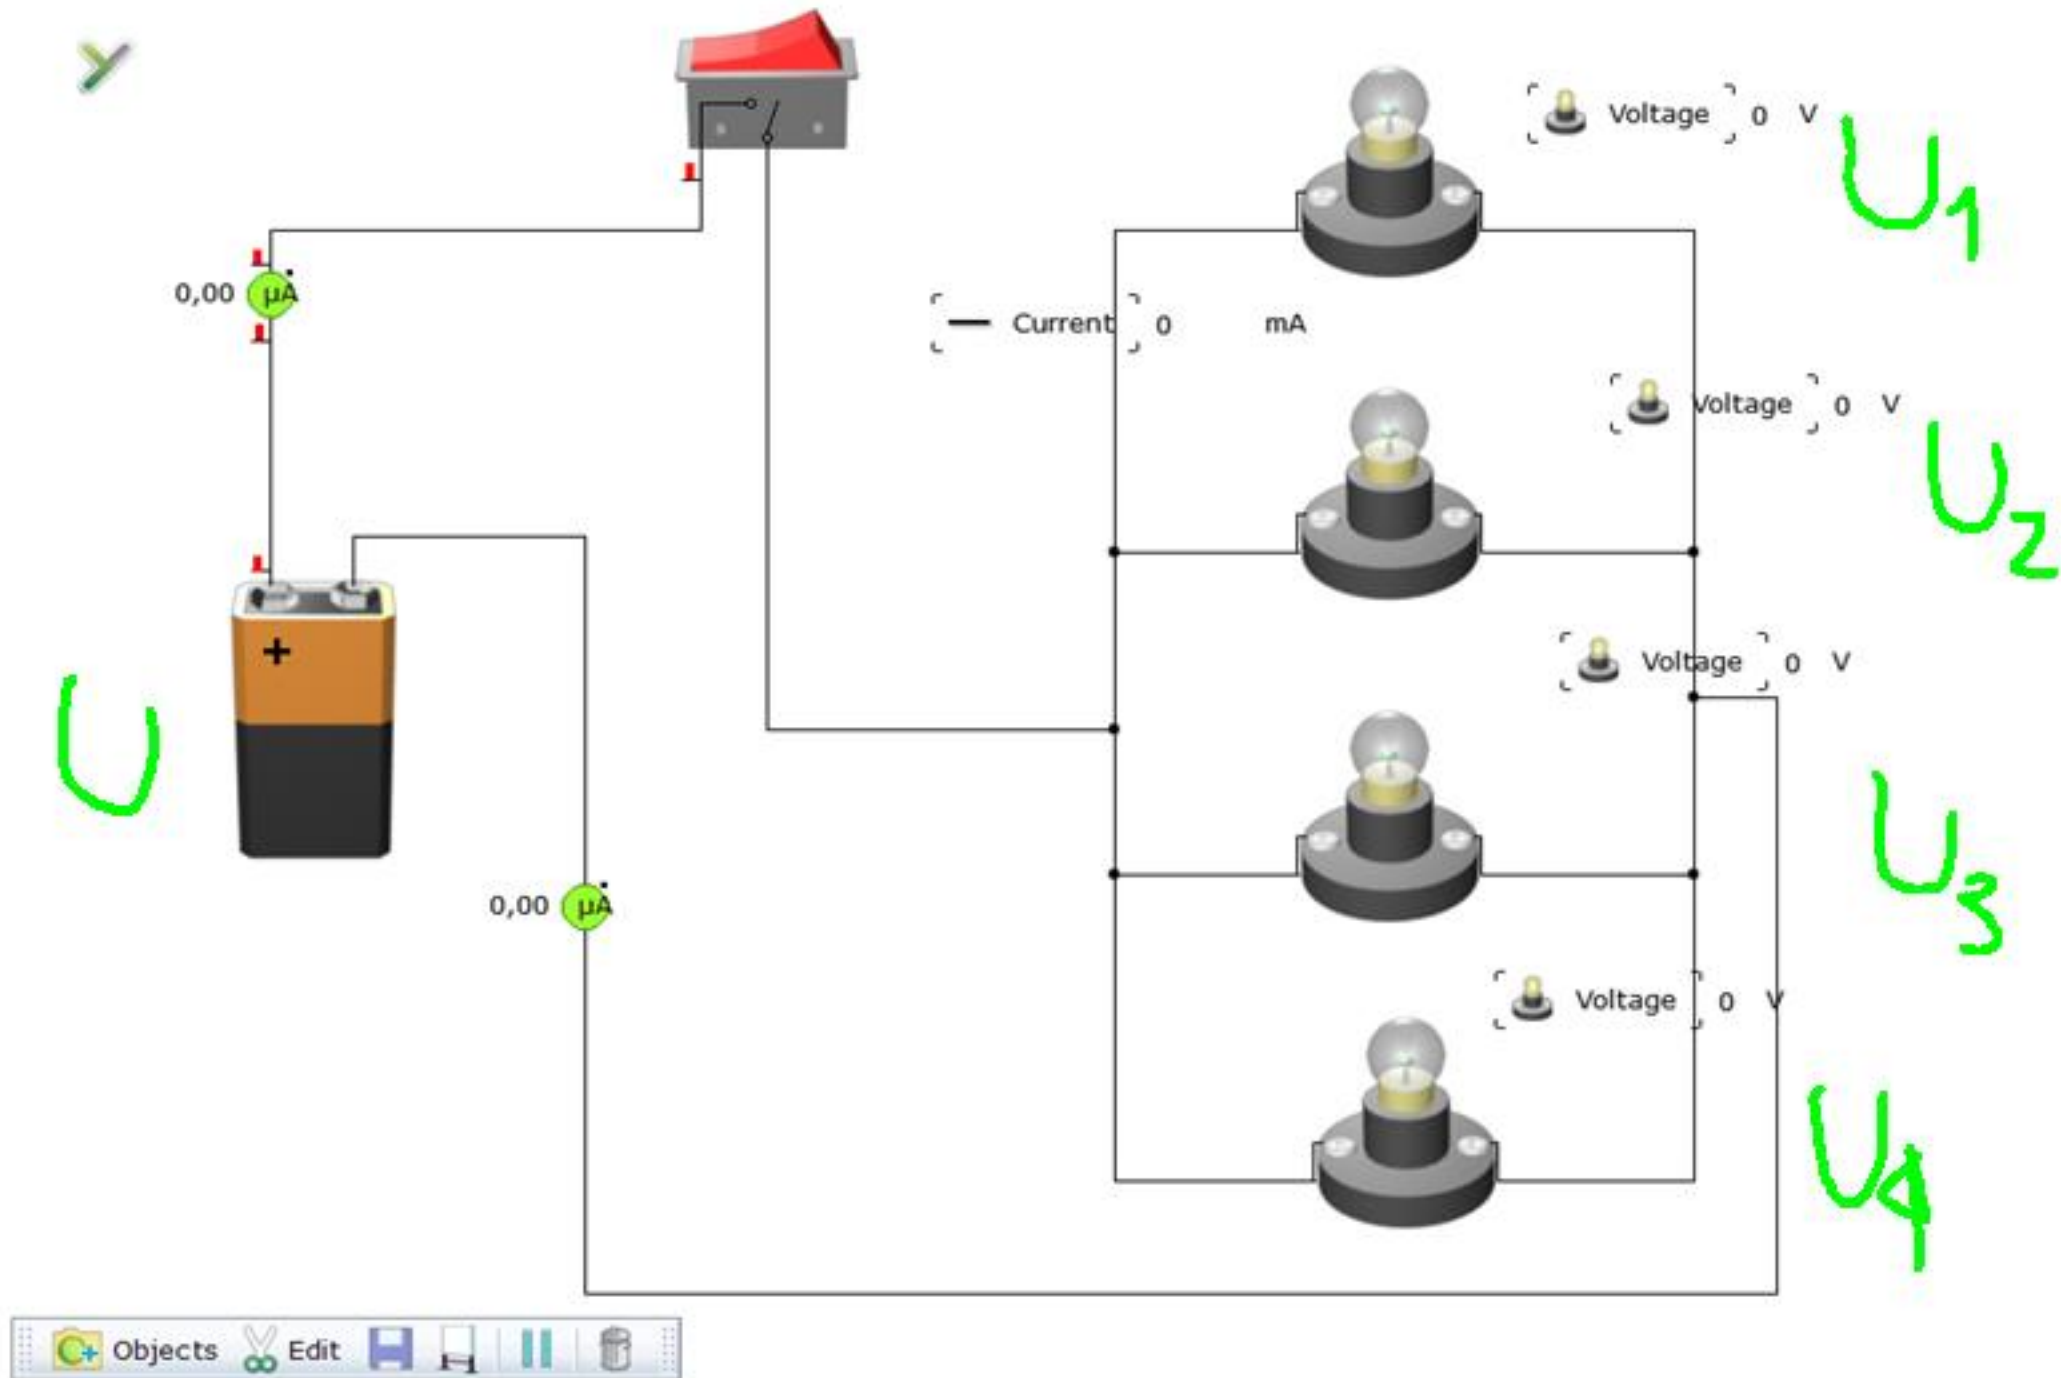 Voltage 0 V
U1
0,00 µA
Current 0 mA
Voltage 0 V
U2
+
Voltage 0 V
U
U3
0,00 µA
Voltage 0 V
U4
Objects Edit